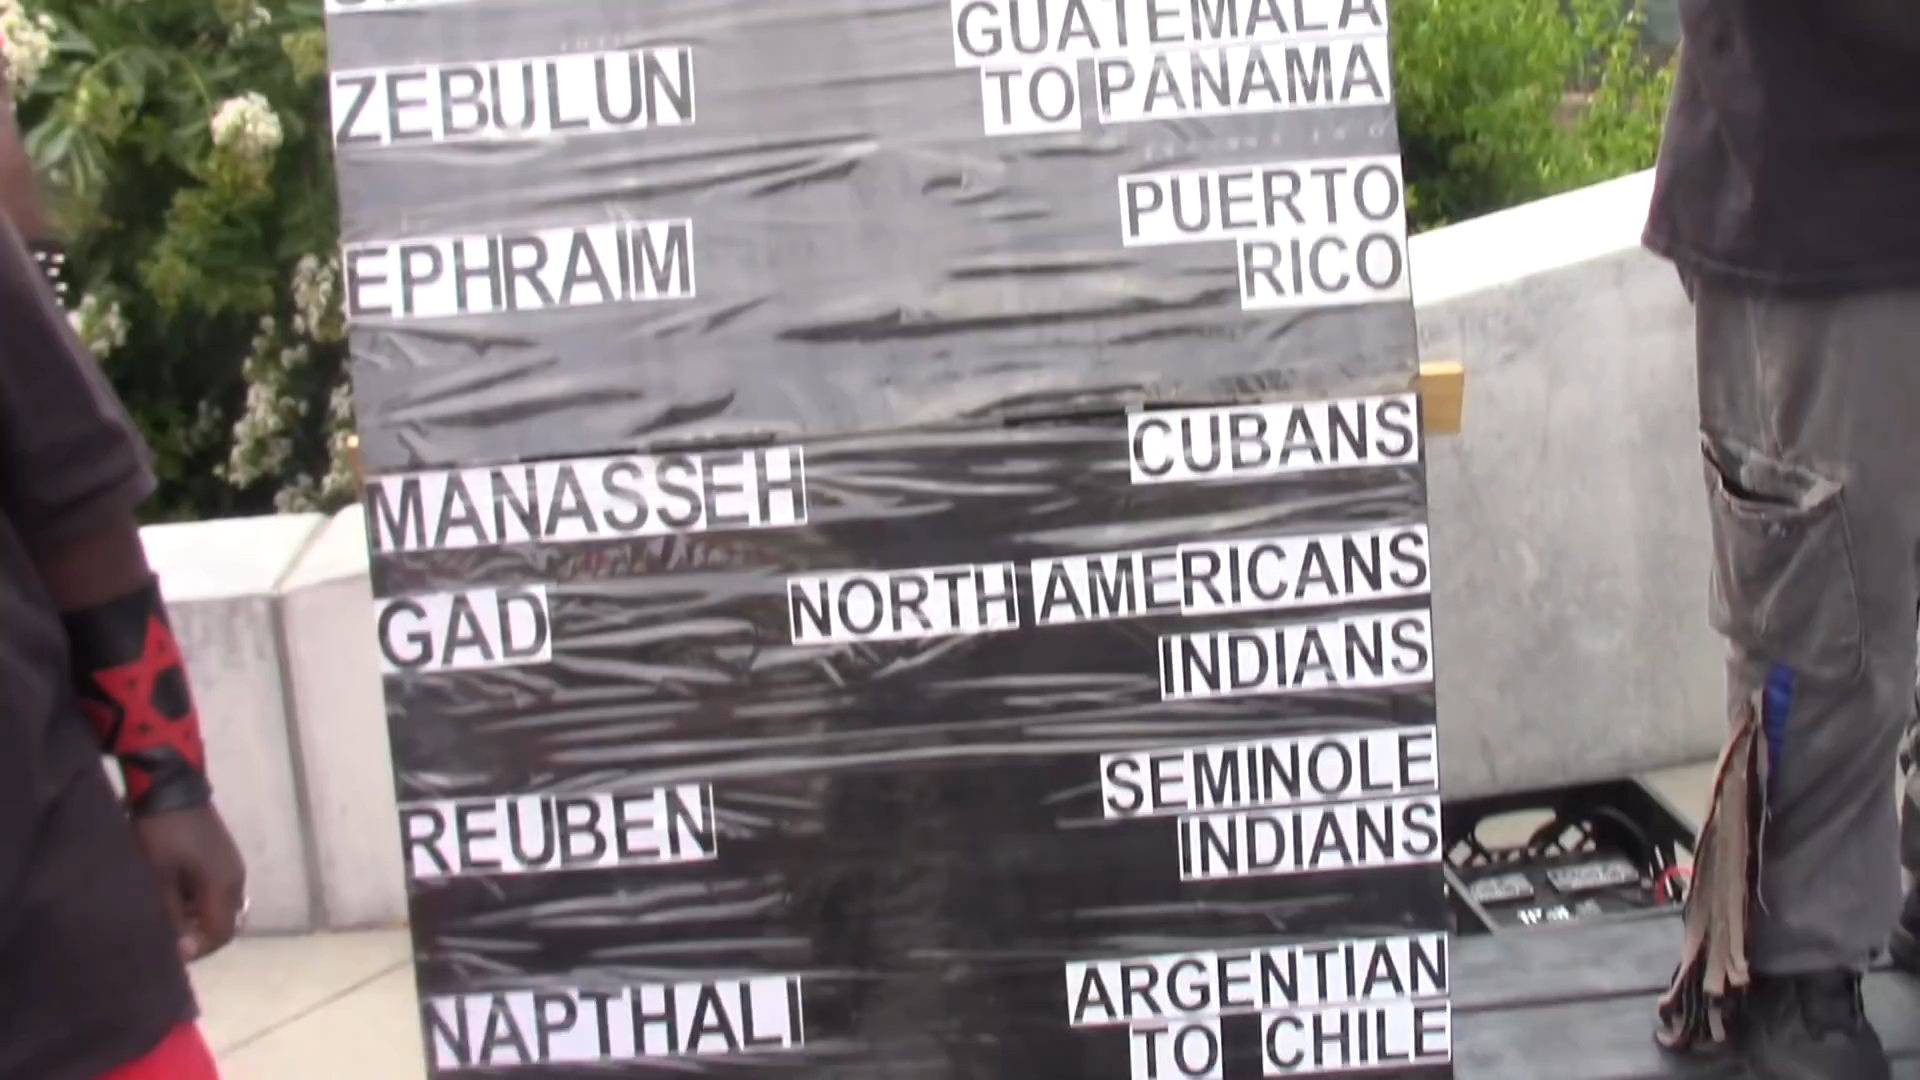 GUATEMALA
ZEBULUN TO PANAMA
PUERTO
EPHRAIM RICO
CUBANS
MANASSEH
GAD NORTH AMERICANS
INDIANS
SEMINOLE
REUBEN INDIANS
ARGENTIAN
NAPTHALI TO CHILE